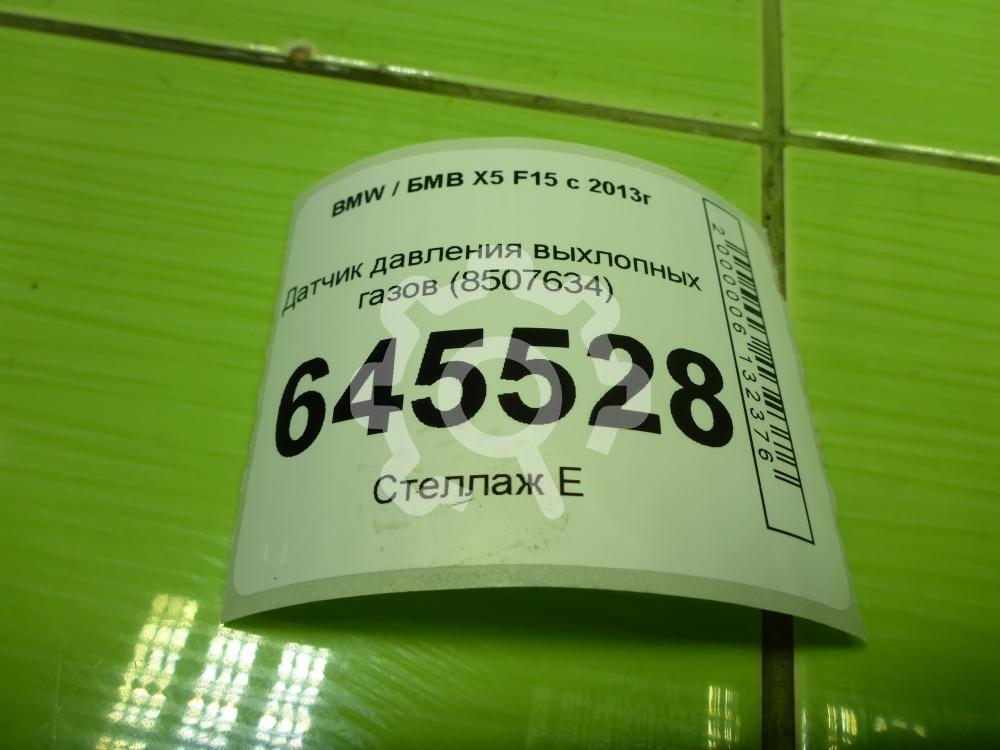 BMW / БМВ X5 F15 с 2013г
Датчик давления выхлопных
газов (8507634)
645528
Стеллаж Е
2000006132376